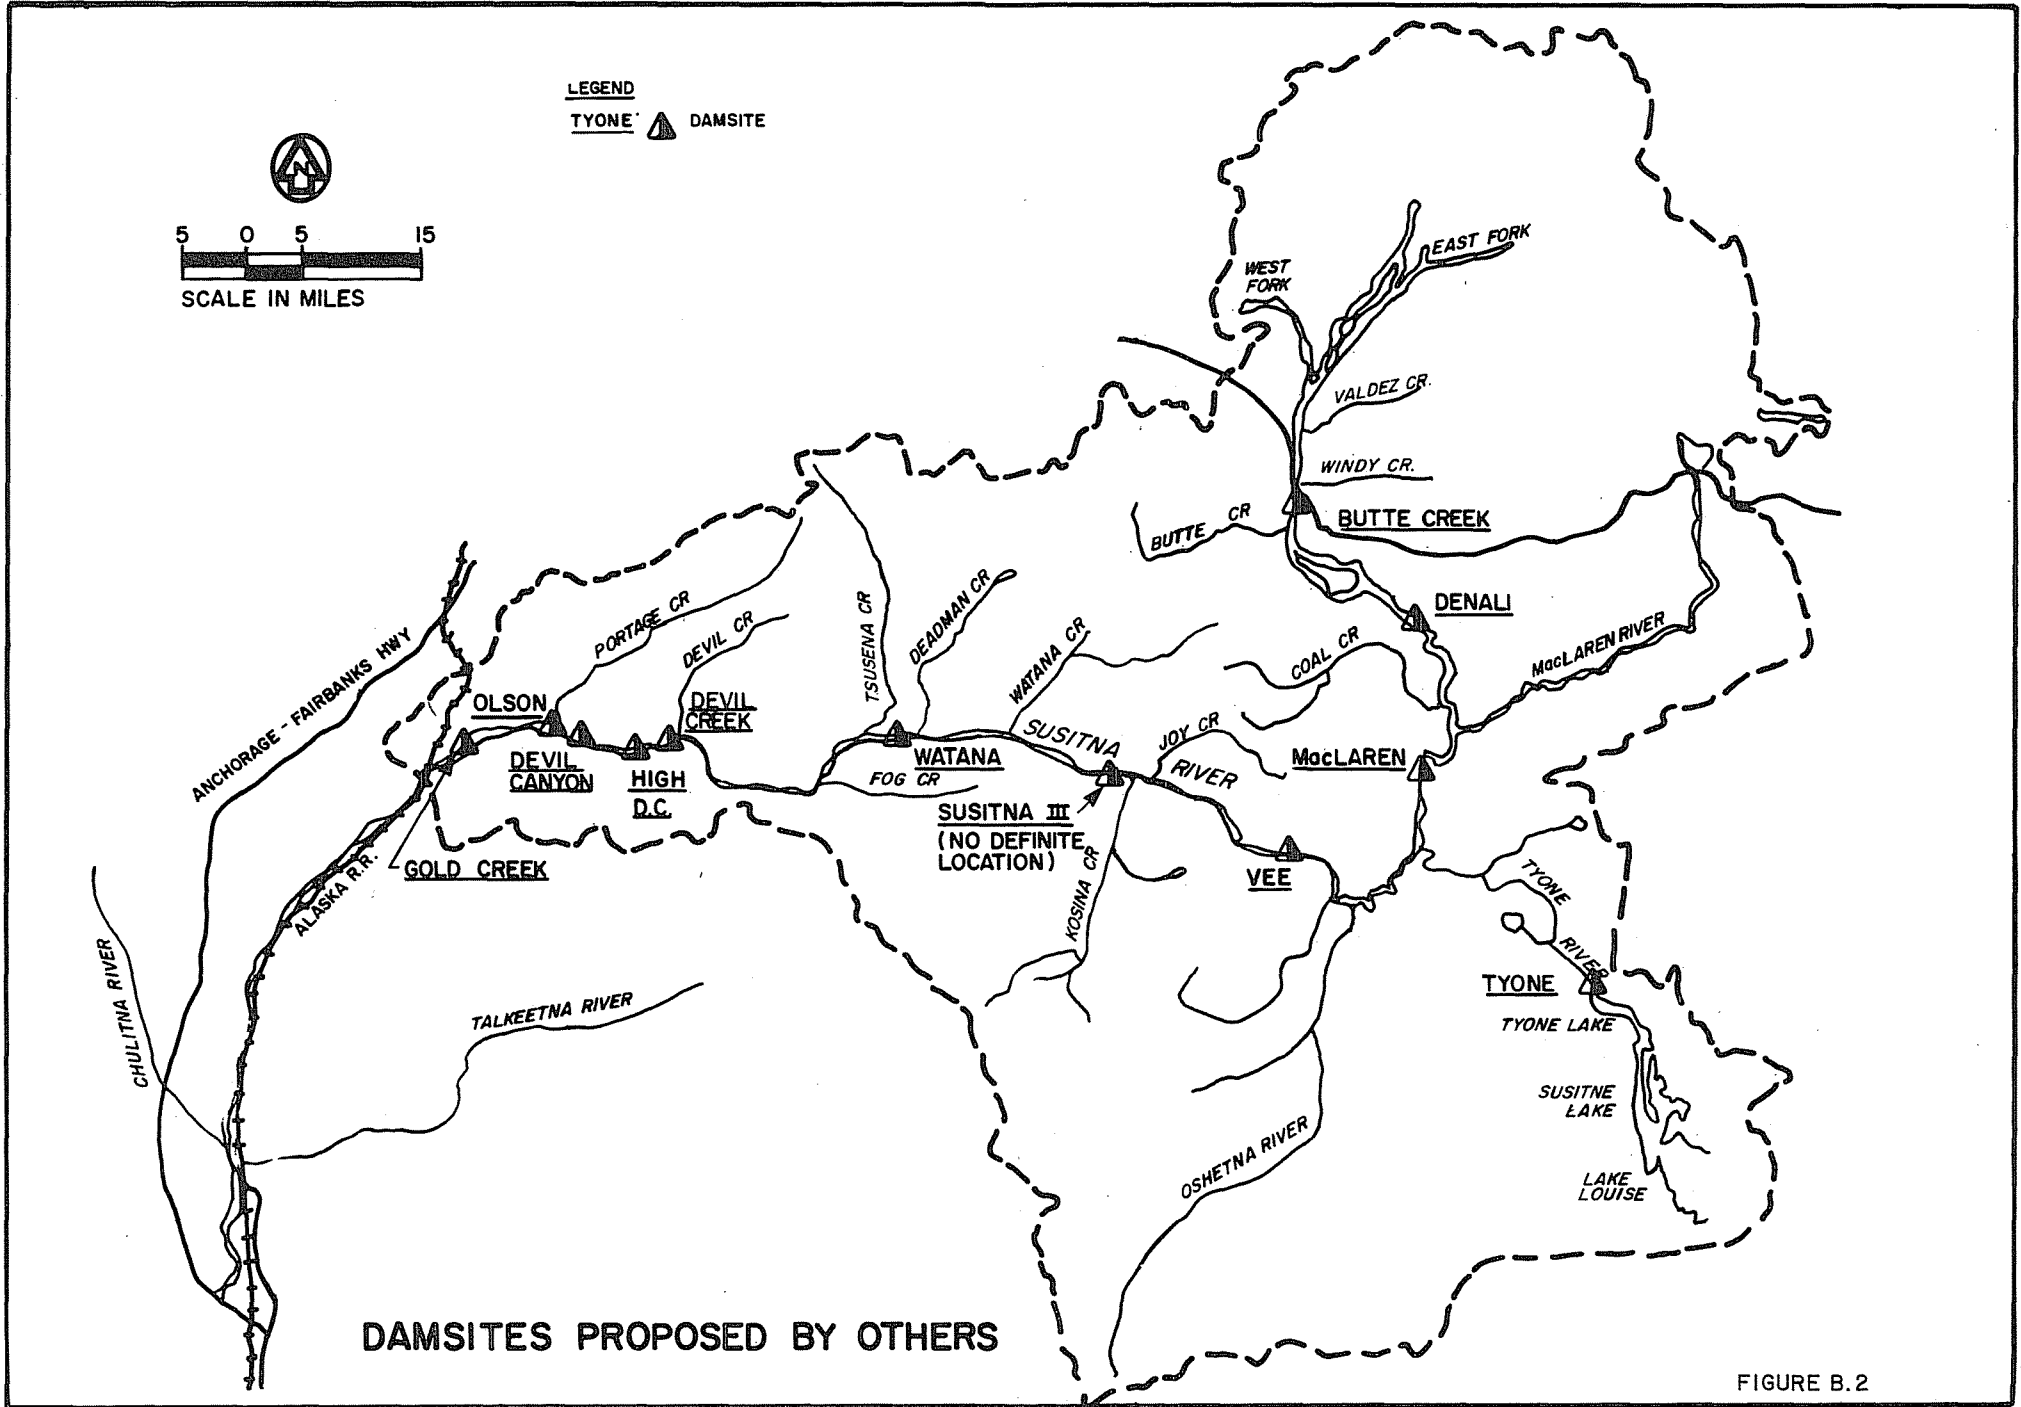 LEGEND
TYONE
DAMSITE
N
5 0 5 15
SCALE IN MILES
EAST FORK
WEST
FORK
VALDEZ CR.
WINDY CR.
BUTTE CR
BUTTE CREEK
DENALI
MacLAREN RIVER
COAL CR
PORTAGE CR
DEVIL CR
TSUSENA CR
DEADMAN CR
WATANA CR
ANCHORAGE - FAIRBANKS HWY
OLSON
DEVIL
CREEK
DEVIL
CANYON
HIGH
D.C.
WATANA
FOG CR
SUSITNA
RIVER
JOY CR
MacLAREN
SUSITNA III
(NO DEFINITE
LOCATION)
KOSINA CR
VEE
GOLD CREEK
ALASKA R.R.
TYONE
RIVER
TYONE
TYONE LAKE
SUSITNE
LAKE
LAKE
LOUISE
CHULITNA RIVER
TALKEETNA RIVER
OSHETNA RIVER
DAMSITES PROPOSED BY OTHERS
FIGURE B.2